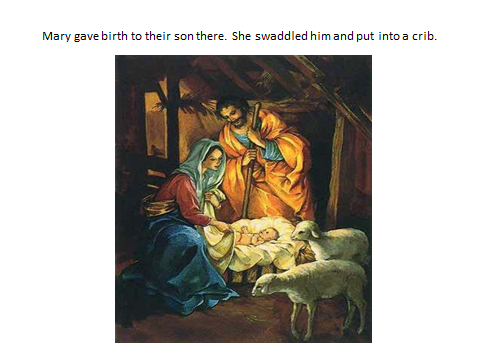 Mary gave birth to their son there. She swaddled him and put into a crib.